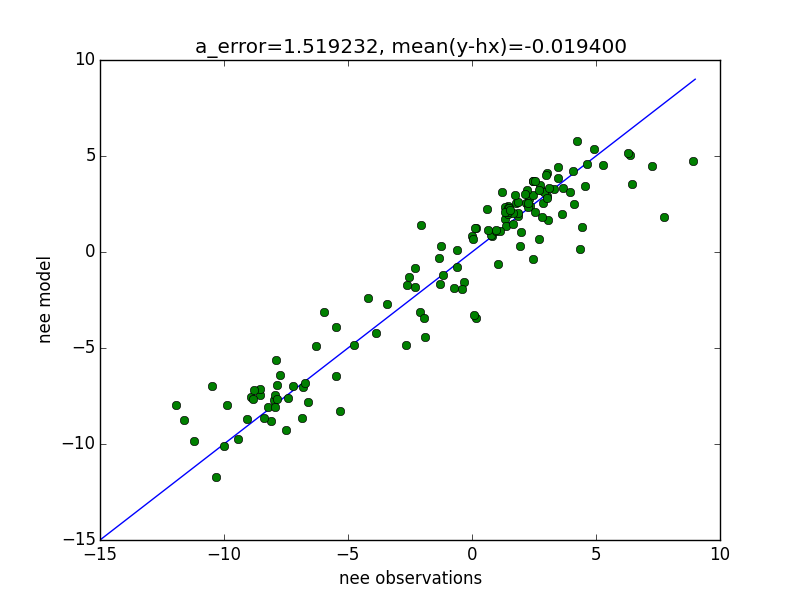 a_error=1.519232, mean(y-hx)=-0.019400
10
5
0
−5
−10
−15
nee model
−15 −10 −5 0 5 10
nee observations